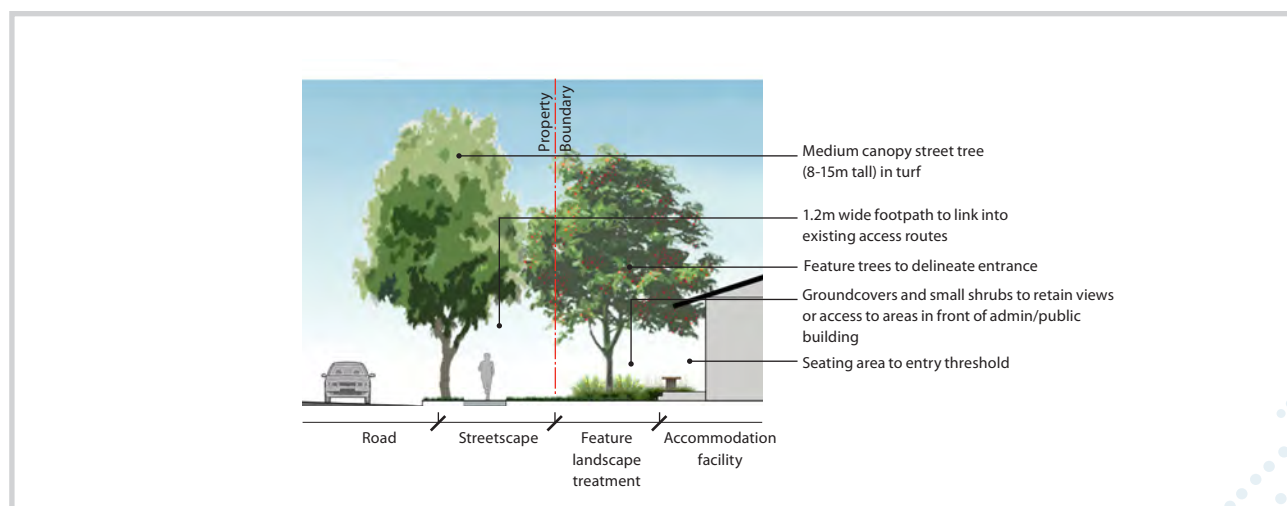 Property
Boundary
Medium canopy street tree
(8-15m tall) in turf
1.2m wide footpath to link into
existing access routes
Feature trees to delineate entrance
Groundcovers and small shrubs to retain views
or access to areas in front of admin/public
building
Seating area to entry threshold
Road
Streetscape
Feature
landscape
treatment
Accommodation
facility